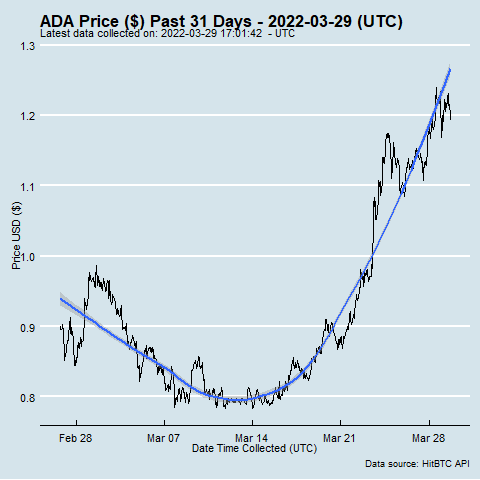 ADA Price ($) Past 31 Days - 2022-03-29 (UTC)
Latest data collected on: 2022-03-29 17:01:42 - UTC
1.3
1.2
1.1
1.0
0.9
0.8
Price USD ($)
Feb 28
Mar 07
Mar 14
Mar 21
Mar 28
Date Time Collected (UTC)
Data source: HitBTC API